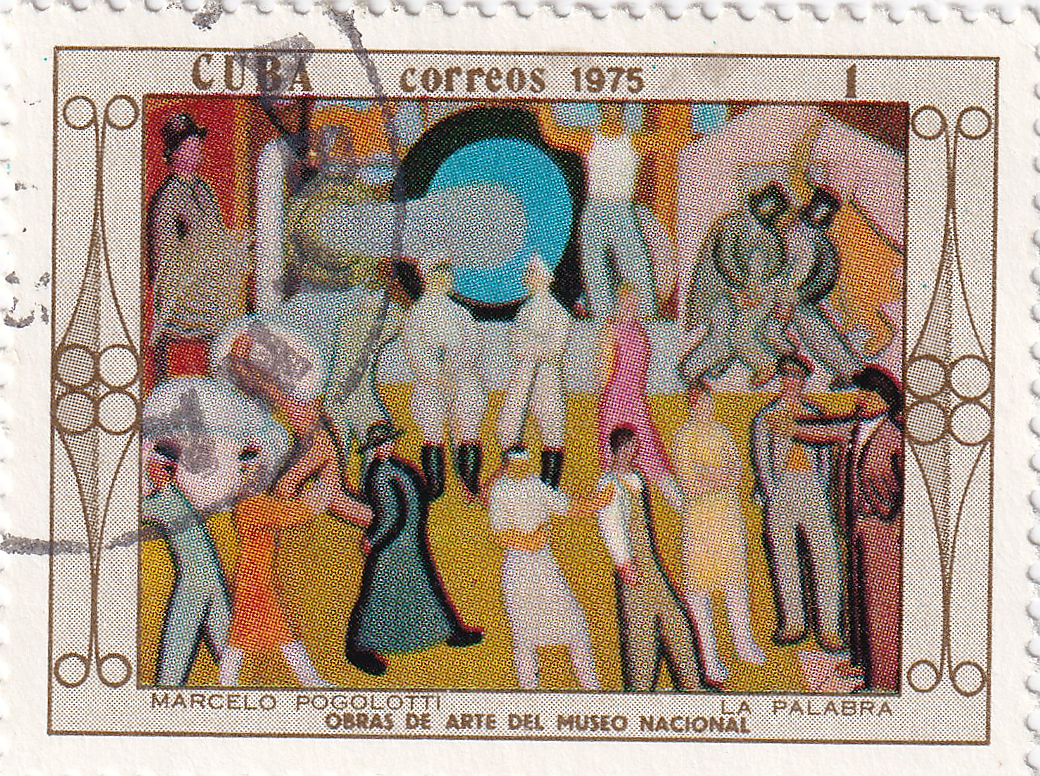 CUBA correos 1975 1
MARCELO POGOLOTTI LA PALABRA
OBRAS DE ARTE DEL MUSEO NACIONAL